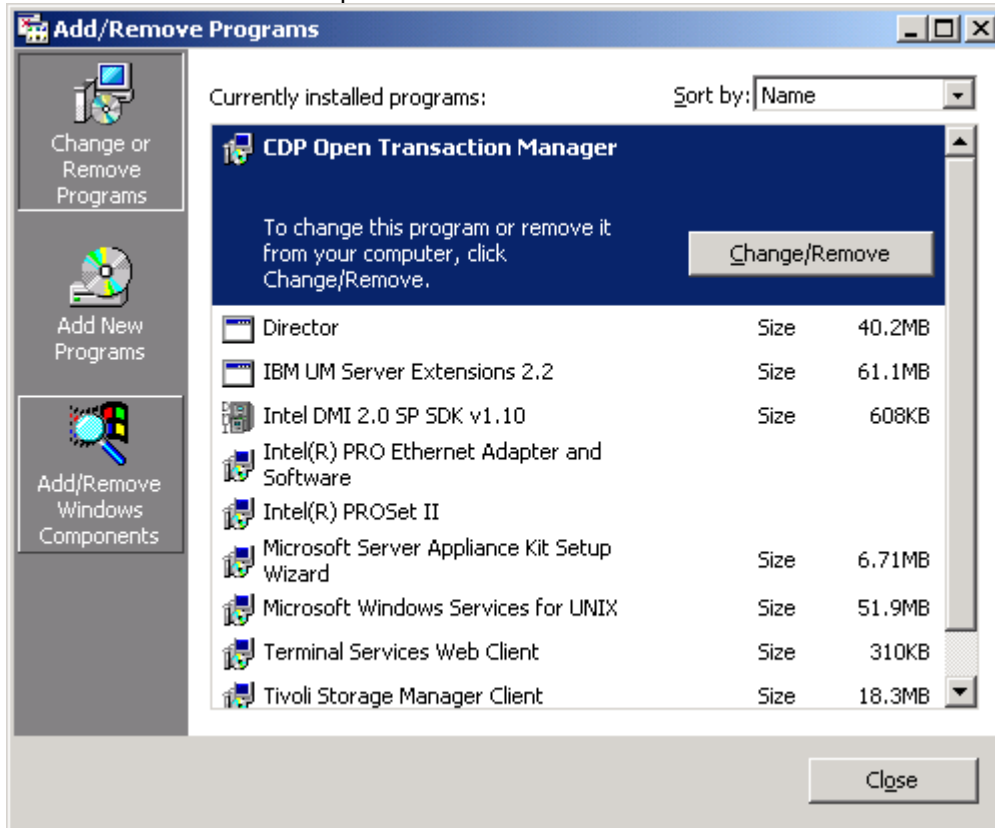 Add/Remove Programs
Change or
Remove
Programs
Add New
Programs
Add/Remove
Windows
Components
Currently installed programs:
Sort by: Name
CDP Open Transaction Manager
To change this program or remove it
from your computer, click
Change/Remove.
Change/Remove
Director Size 40.2MB
IBM UM Server Extensions 2.2 Size 61.1MB
Intel DMI 2.0 SP SDK v1.10 Size 608KB
Intel(R) PRO Ethernet Adapter and
Software
Intel(R) PROSet II
Microsoft Server Appliance Kit Setup
Wizard Size 6.71MB
Microsoft Windows Services for UNIX Size 51.9MB
Terminal Services Web Client Size 310KB
Tivoli Storage Manager Client Size 18.3MB
Close